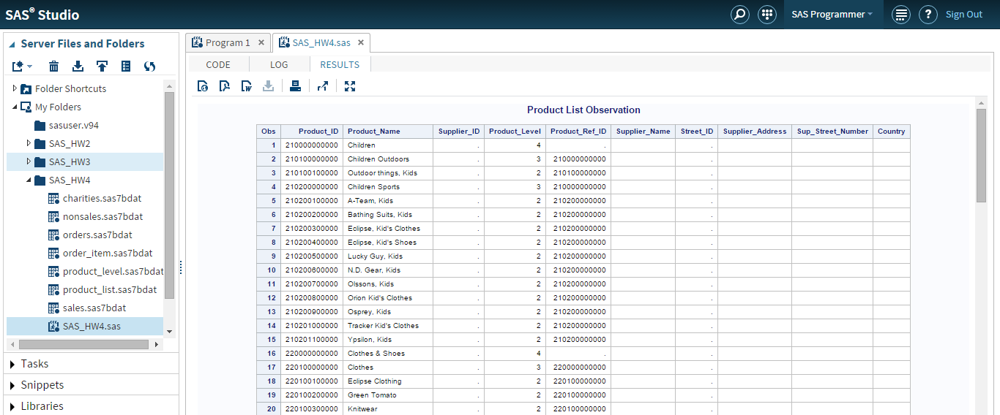 SAS® Studio
SAS Programmer
Sign Out
Server Files and Folders
Folder Shortcuts
My Folders
sasuser.v94
SAS_HW2
SAS_HW3
SAS_HW4
charities.sas7bdat
nonsales.sas7bdat
orders.sas7bdat
order_item.sas7bdat
product_level.sas7bdat
product_list.sas7bdat
sales.sas7bdat
SAS_HW4.sas
Tasks
Snippets
Libraries
Program 1
SAS_HW4.sas
CODE LOG RESULTS
Product List Observation
Obs Product_ID Product_Name Supplier_ID Product_Level Product_Ref_ID Supplier_Name Street_ID Supplier_Address Sup_Street_Number Country
1 210000000000 Children . 4 . .
2 210100000000 Children Outdoors . 3 210000000000 .
3 210100100000 Outdoor things, Kids . 2 210100000000 .
4 210200000000 Children Sports . 3 210000000000 .
5 210200100000 A-Team, Kids . 2 210200000000 .
6 210200200000 Bathing Suits, Kids . 2 210200000000 .
7 210200300000 Eclipse, Kid's Clothes . 2 210200000000 .
8 210200400000 Eclipse, Kid's Shoes . 2 210200000000 .
9 210200500000 Lucky Guy, Kids . 2 210200000000 .
10 210200600000 N.D. Gear, Kids . 2 210200000000 .
11 210200700000 Olssons, Kids . 2 210200000000 .
12 210200800000 Orion Kid's Clothes . 2 210200000000 .
13 210200900000 Osprey, Kids . 2 210200000000 .
14 210201000000 Tracker Kid's Clothes . 2 210200000000 .
15 210201100000 Ypsilon, Kids . 2 210200000000 .
16 220000000000 Clothes & Shoes . 4 . .
17 220100000000 Clothes . 3 220000000000 .
18 220100100000 Eclipse Clothing . 2 220100000000 .
19 220100200000 Green Tomato . 2 220100000000 .
20 220100300000 Knitwear . 2 220100000000 .